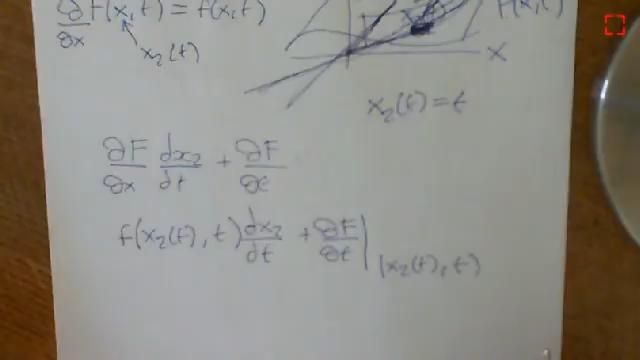 ∂/∂x F(x, t) = f(x, t)
x₂(t)
F(x, t)
x
x₂(t) = t
∂F/∂x dx₂/dt + ∂F/∂t
f(x₂(t), t) dx₂/dt + ∂F/∂t |(x₂(t), t)